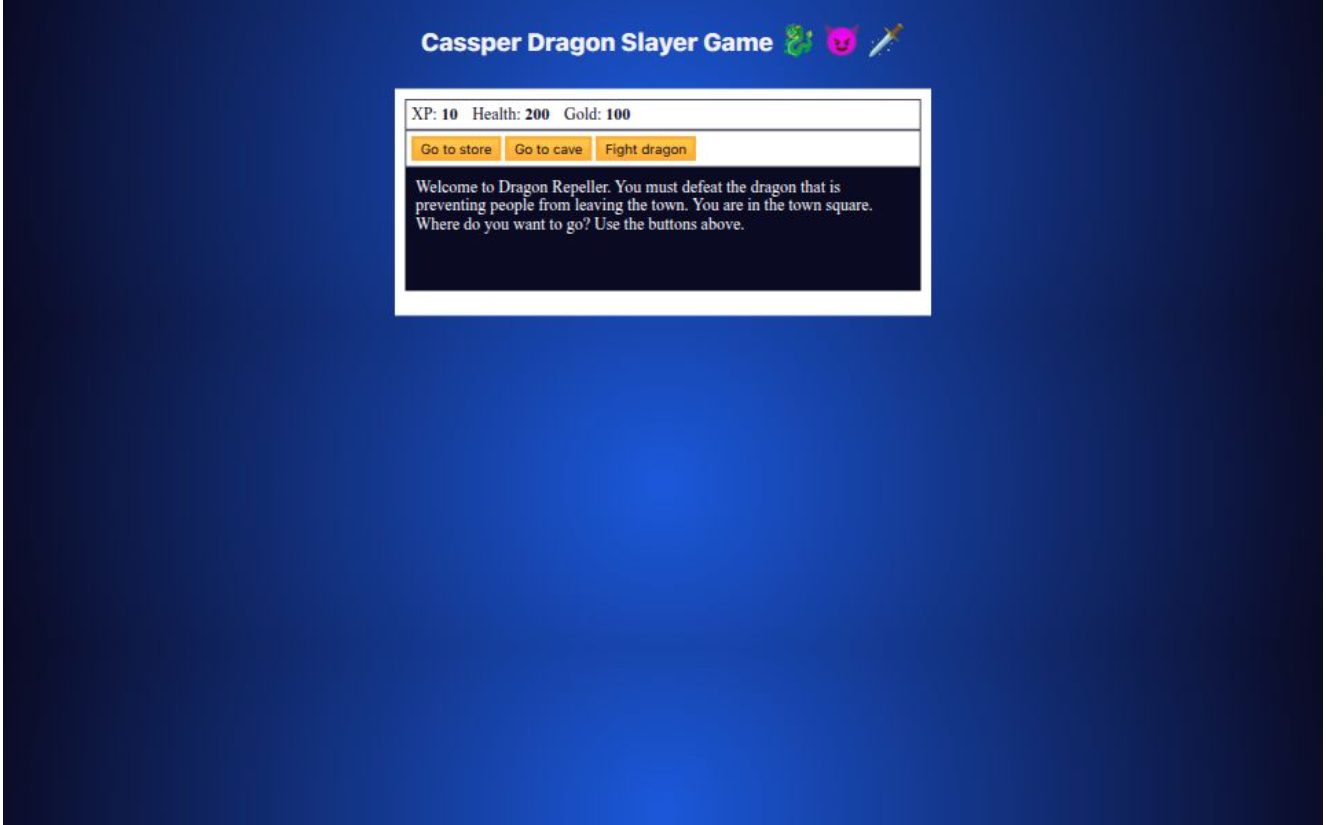 Cassper Dragon Slayer Game 🐉 😈 🗡️
XP: 10 Health: 200 Gold: 100
Go to store Go to cave Fight dragon
Welcome to Dragon Repeller. You must defeat the dragon that is
preventing people from leaving the town. You are in the town square.
Where do you want to go? Use the buttons above.